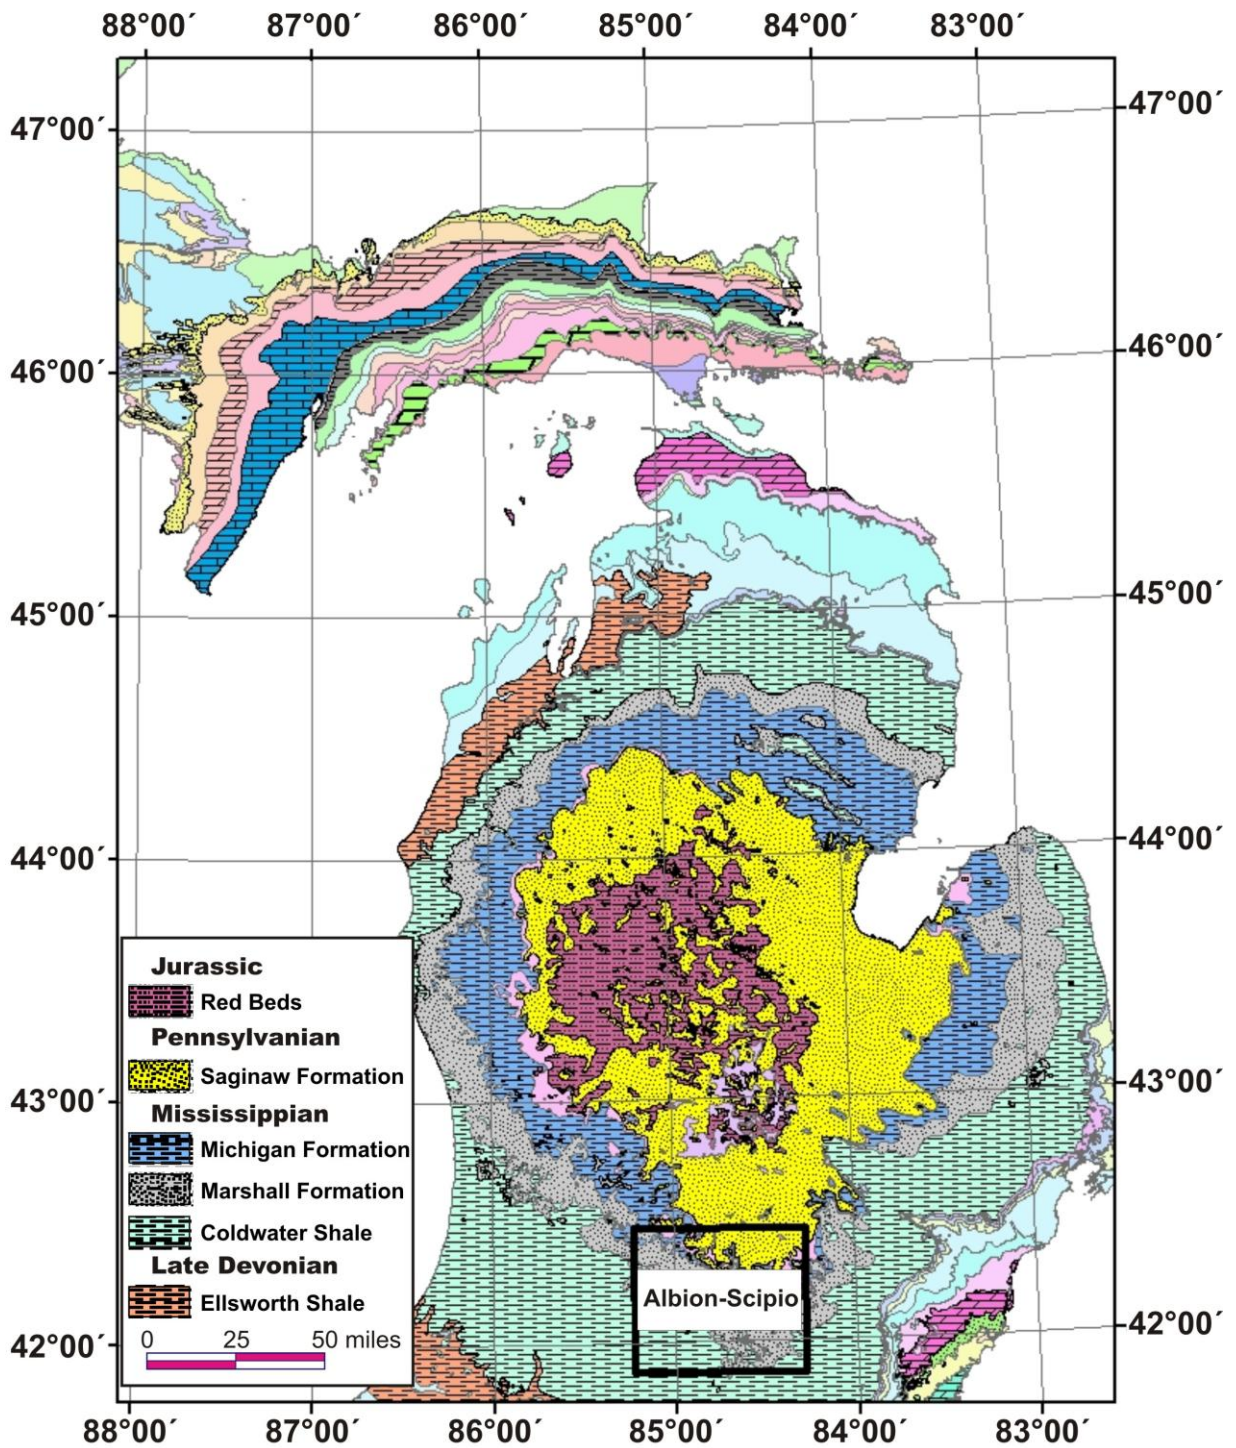 88°00´ 87°00´ 86°00´ 85°00´ 84°00´ 83°00´
47°00´ 47°00´
46°00´ 46°00´
45°00´ 45°00´
44°00´ 44°00´
Jurassic
Red Beds
Pennsylvanian
Saginaw Formation
43°00´ 43°00´
Mississippian
Michigan Formation
Marshall Formation
Coldwater Shale
Late Devonian
Ellsworth Shale
Albion-Scipio
0 25 50 miles
42°00´ 42°00´
88°00´ 87°00´ 86°00´ 85°00´ 84°00´ 83°00´